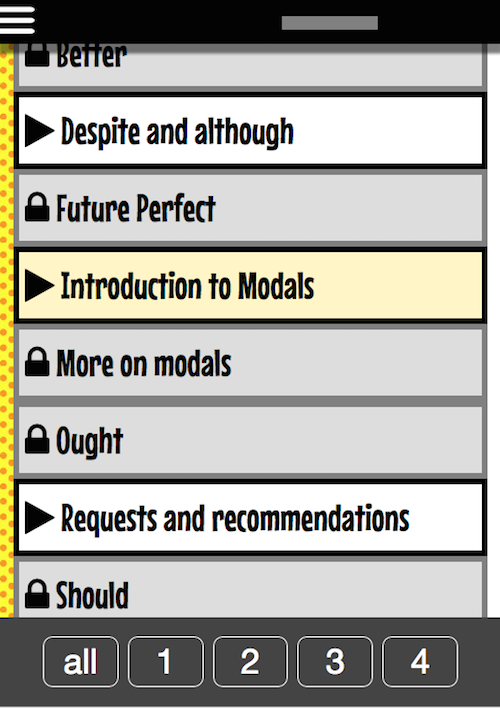 Better
Despite and although
Future Perfect
Introduction to Modals
More on modals
Ought
Requests and recommendations
Should
all 1 2 3 4